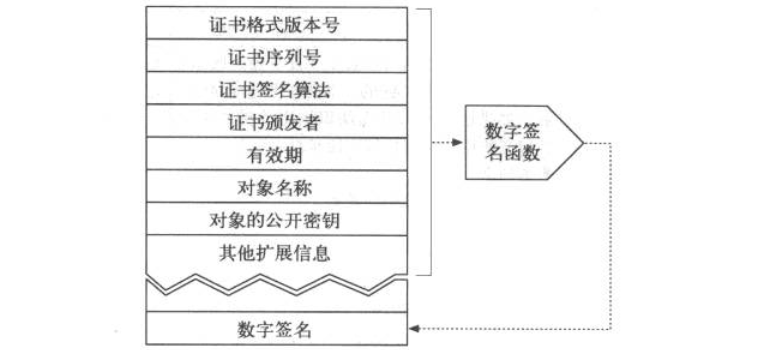 证书格式版本号
证书序列号
证书签名算法
证书颁发者
有效期
对象名称
对象的公开密钥
其他扩展信息
数字签
名函数
数字签名